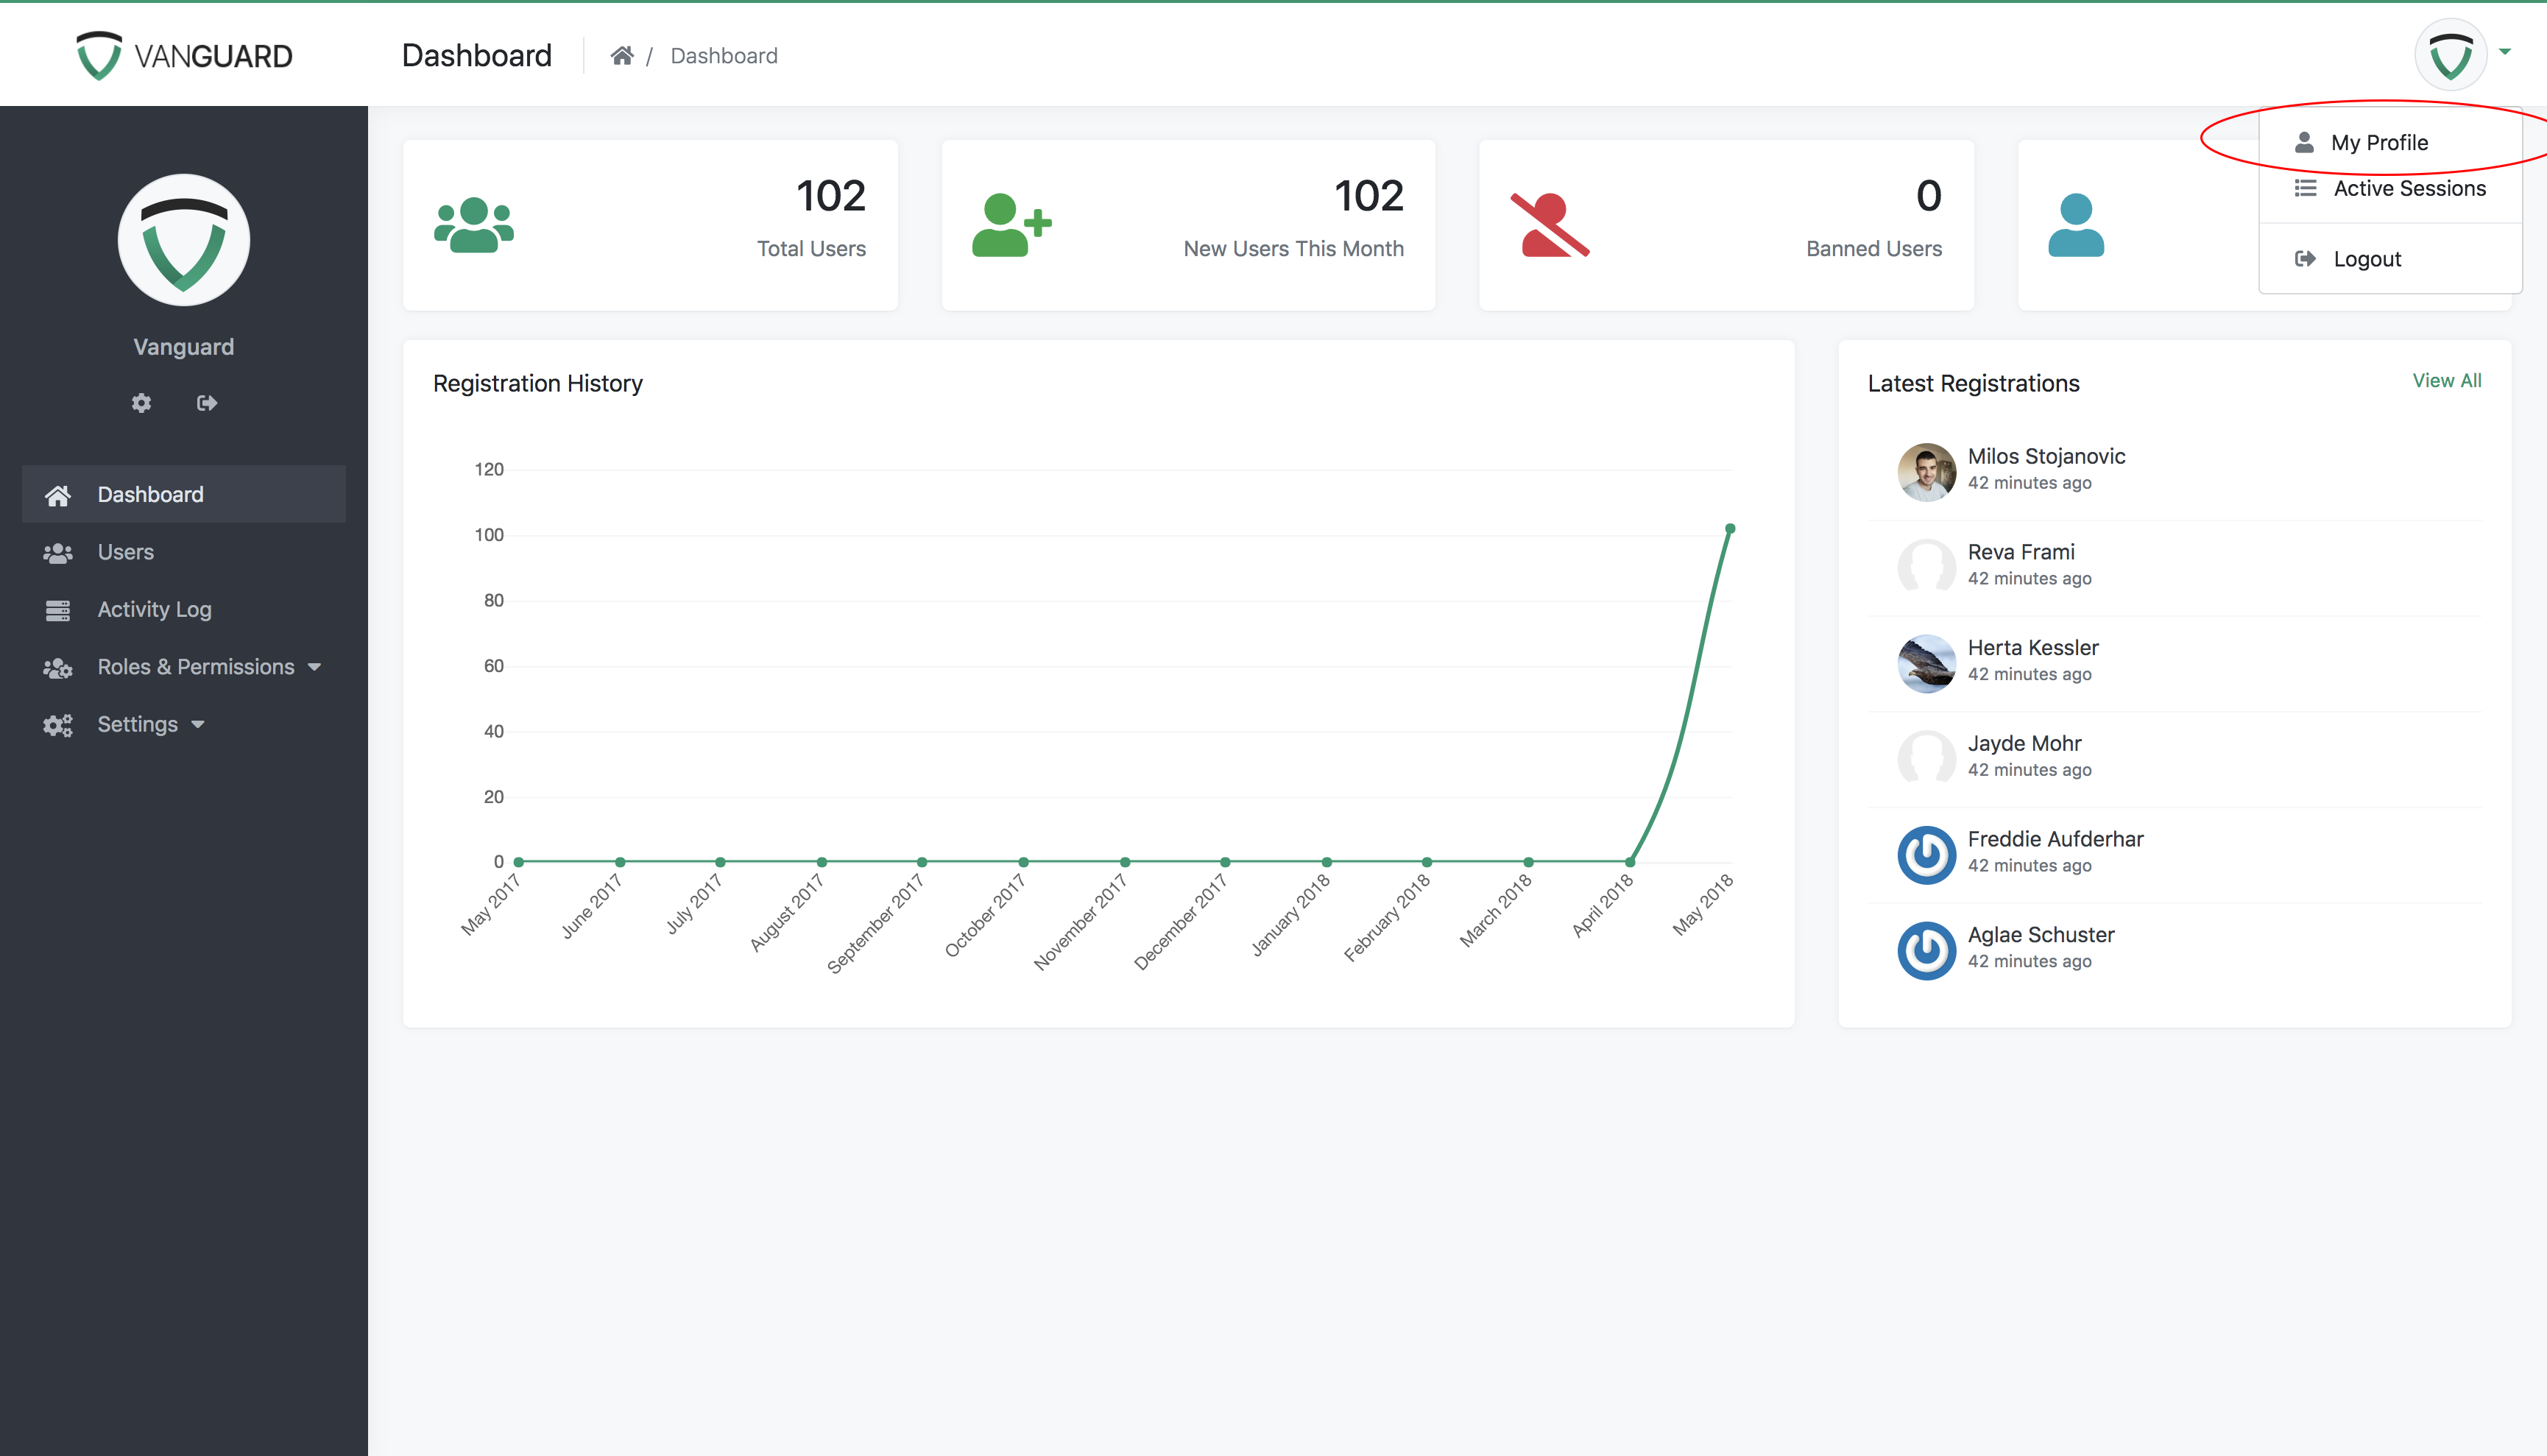 VANGUARD
Dashboard
/ Dashboard
My Profile
Active Sessions
Logout
Vanguard
Dashboard
Users
Activity Log
Roles & Permissions
Settings
102
Total Users
102
New Users This Month
0
Banned Users
Registration History
120
100
80
60
40
20
0
May 2017
June 2017
July 2017
August 2017
September 2017
October 2017
November 2017
December 2017
January 2018
February 2018
March 2018
April 2018
May 2018
Latest Registrations
View All
Milos Stojanovic
42 minutes ago
Reva Frami
42 minutes ago
Herta Kessler
42 minutes ago
Jayde Mohr
42 minutes ago
Freddie Aufderhar
42 minutes ago
Aglae Schuster
42 minutes ago